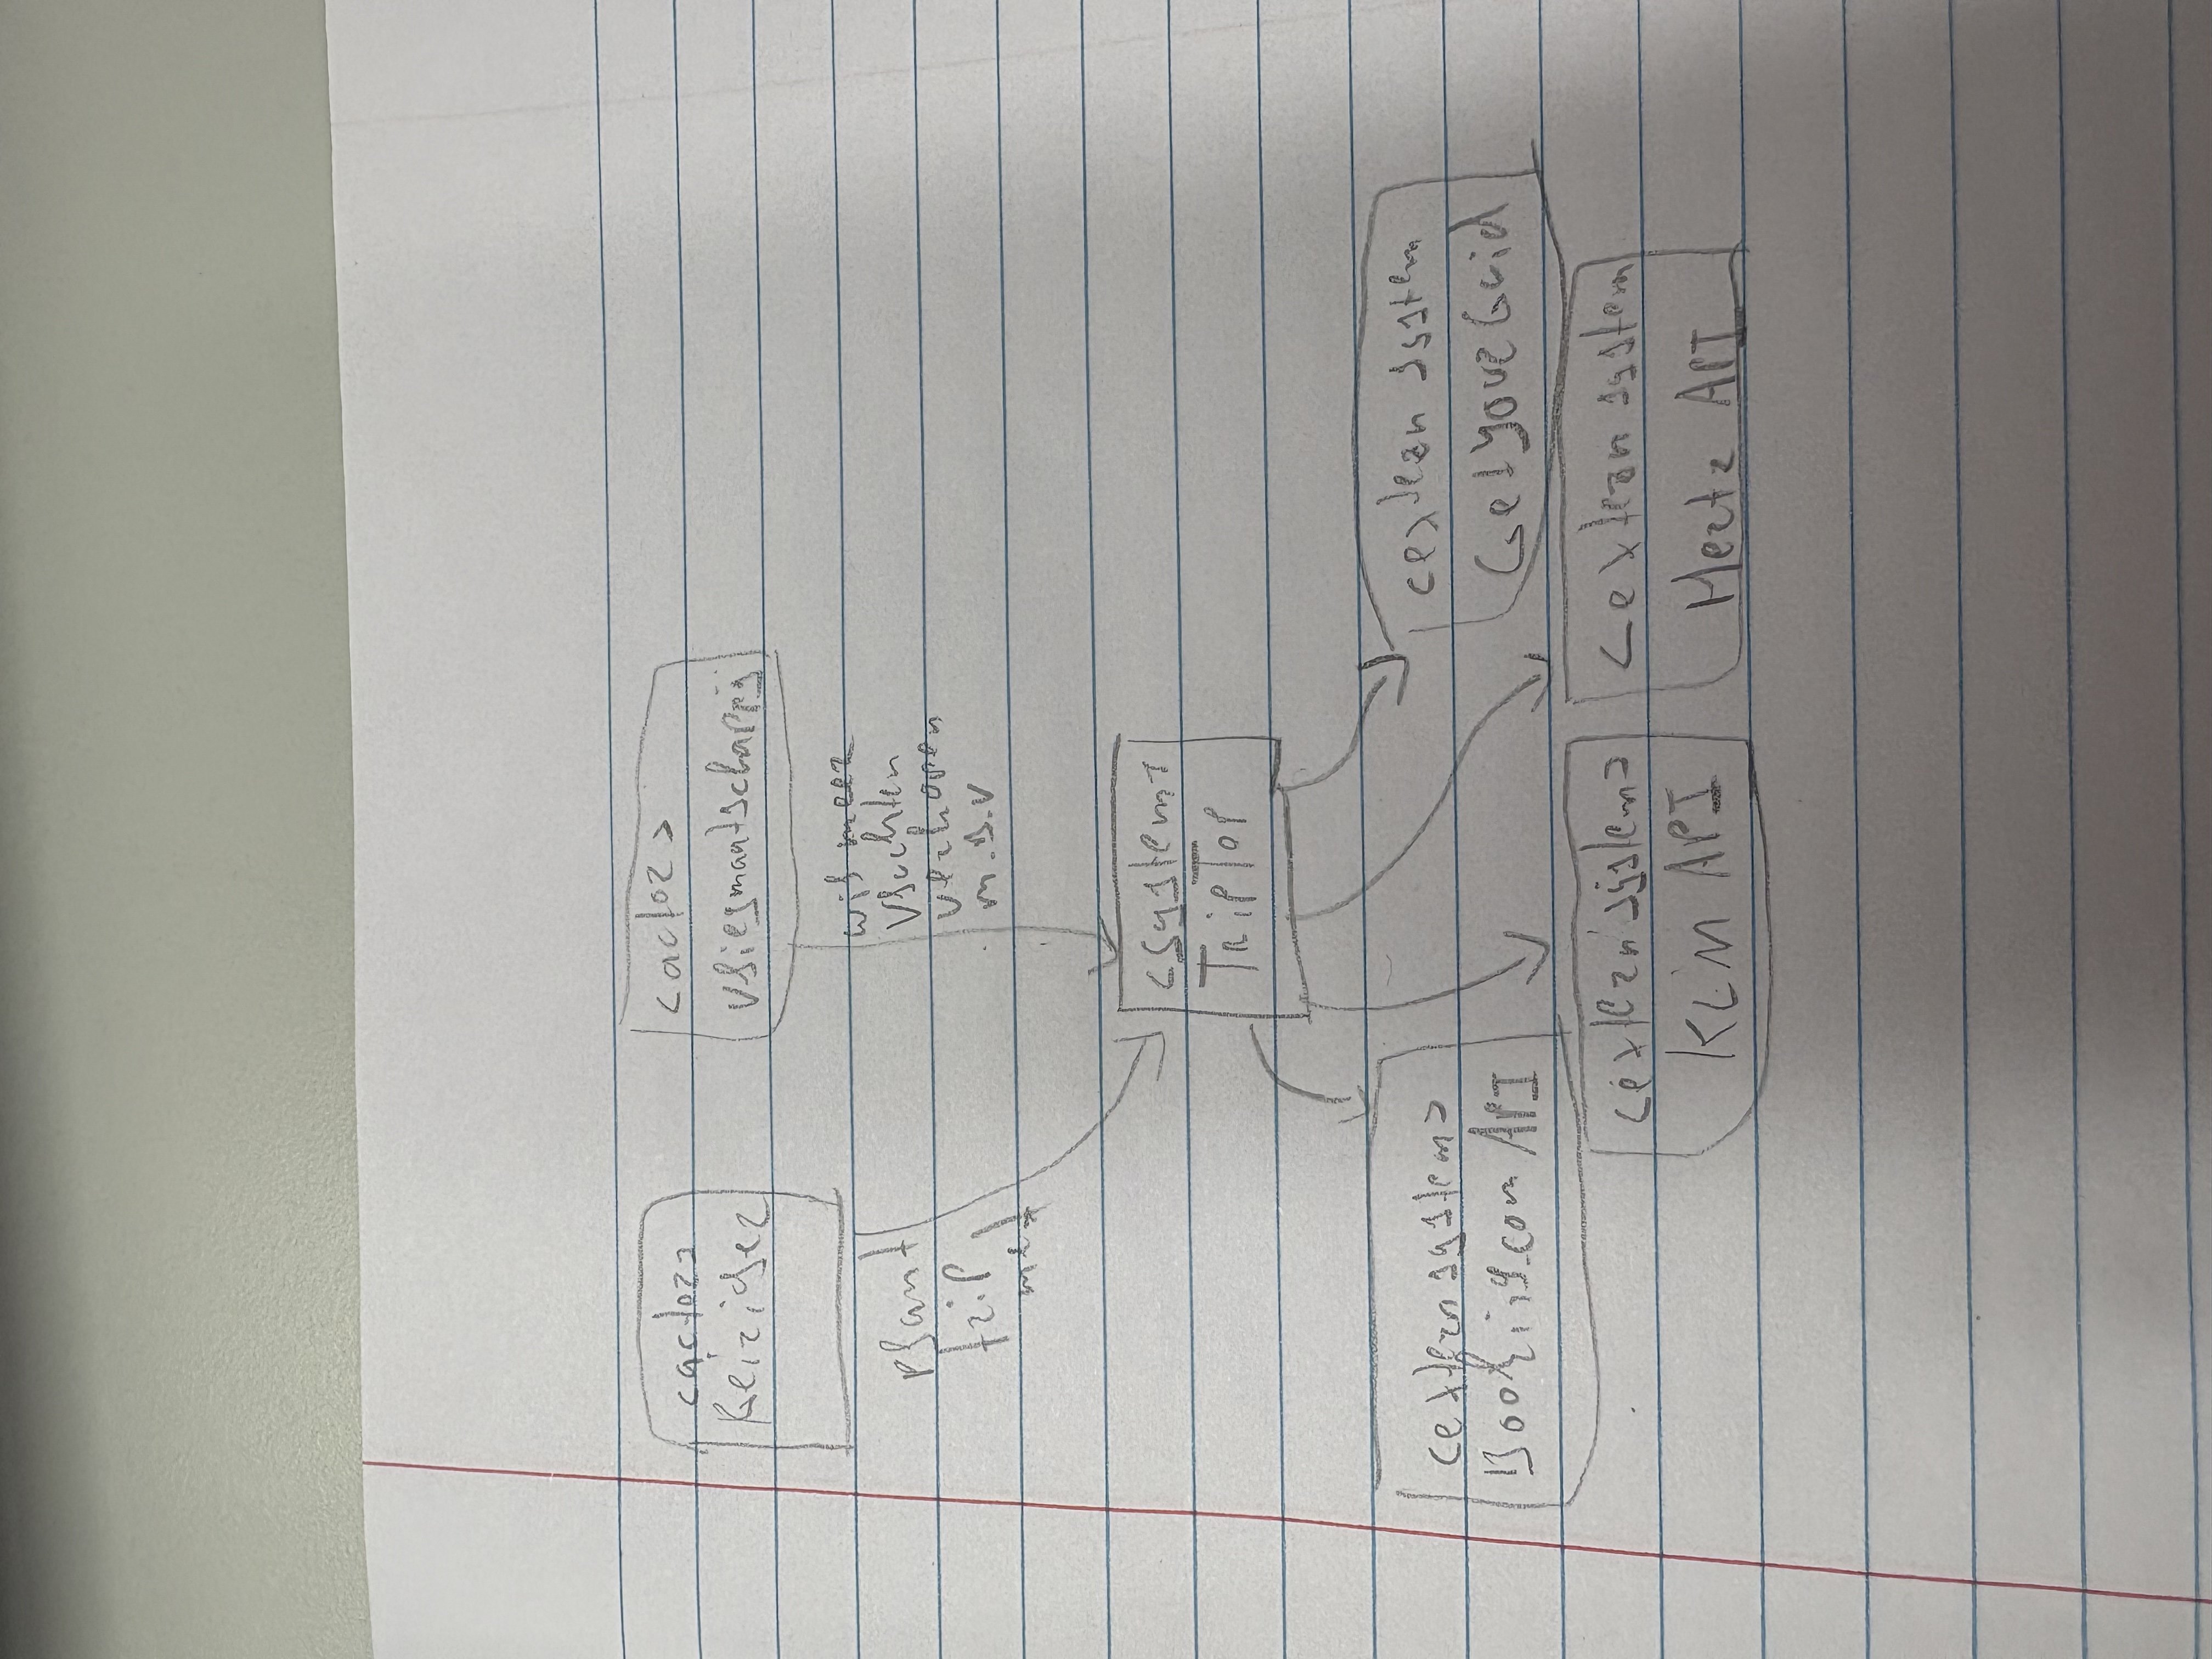 <actor>
Reiziger
<actor>
Vliegmaatschappij
plant
trip
met
wil meer
vluchten
verkopen
m.b.v
<system>
TripTop
<extern system>
Booking.com API
<extern system
GetYourGuid
<extern system>
KLM API
<extern system
Hertz API